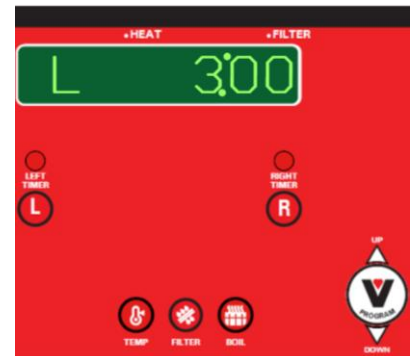 •HEAT •FILTER
L 3:00
LEFT RIGHT
TIMER TIMER
L R
UP
V
PROGRAM
TEMP FILTER BOIL DOWN